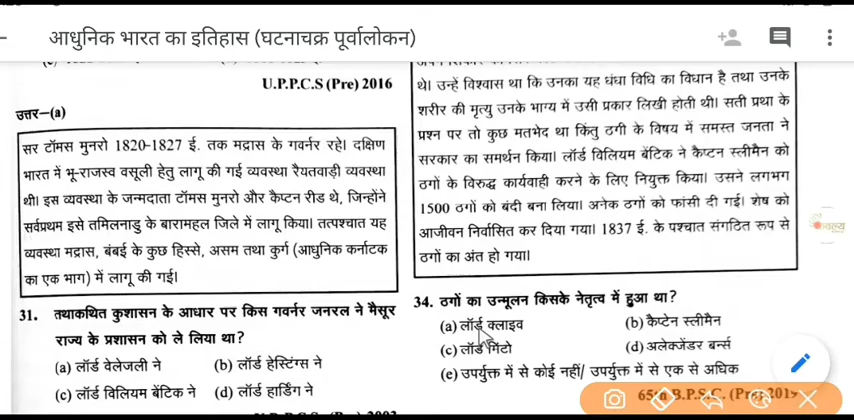 आधुनिक भारत का इतिहास (घटनाचक्र पूर्वालोकन)
U.P.P.C.S (Pre) 2016
उत्तर–(a)
सर टॉमस मुनरो 1820-1827 ई. तक मद्रास के गवर्नर रहे। दक्षिण
भारत में भू-राजस्व वसूली हेतु लागू की गई व्यवस्था रैयतवाड़ी व्यवस्था
थी। इस व्यवस्था के जन्मदाता टॉमस मुनरो और कैप्टन रीड थे, जिन्होंने
सर्वप्रथम इसे तमिलनाडु के बारामहल जिले में लागू किया। तत्पश्चात यह
व्यवस्था मद्रास, बंबई के कुछ हिस्से, असम तथा कुर्ग (आधुनिक कर्नाटक
का एक भाग) में लागू की गई।
31. तथाकथित कुशासन के आधार पर किस गवर्नर जनरल ने मैसूर
राज्य के प्रशासन को ले लिया था?
(a) लॉर्ड वेलेजली ने (b) लॉर्ड हेस्टिंग्स ने
(c) लॉर्ड विलियम बेंटिक ने (d) लॉर्ड हार्डिंग ने
थे। उन्हें विश्वास था कि उनका यह धंधा विधि का विधान है तथा उनके
शरीर की मृत्यु उनके भाग्य में उसी प्रकार लिखी होती थी। सती प्रथा के
प्रश्न पर तो कुछ मतभेद था किंतु ठगी के विषय में समस्त जनता ने
सरकार का समर्थन किया। लॉर्ड विलियम बेंटिक ने कैप्टन स्लीमैन को
ठगों के विरुद्ध कार्यवाही करने के लिए नियुक्त किया। उसने लगभग
1500 ठगों को बंदी बना लिया। अनेक ठगों को फांसी दी गई। शेष को
आजीवन निर्वासित कर दिया गया। 1837 ई. के पश्चात संगठित रूप से
ठगों का अंत हो गया।
34. ठगों का उन्मूलन किसके नेतृत्व में हुआ था?
(a) लॉर्ड क्लाइव (b) कैप्टेन स्लीमैन
(c) लॉर्ड मिंटो (d) अलेक्जेंडर बर्न्स
(e) उपर्युक्त में से कोई नहीं/ उपर्युक्त में से एक से अधिक
65th B.P.S.C. (Pre) 2019